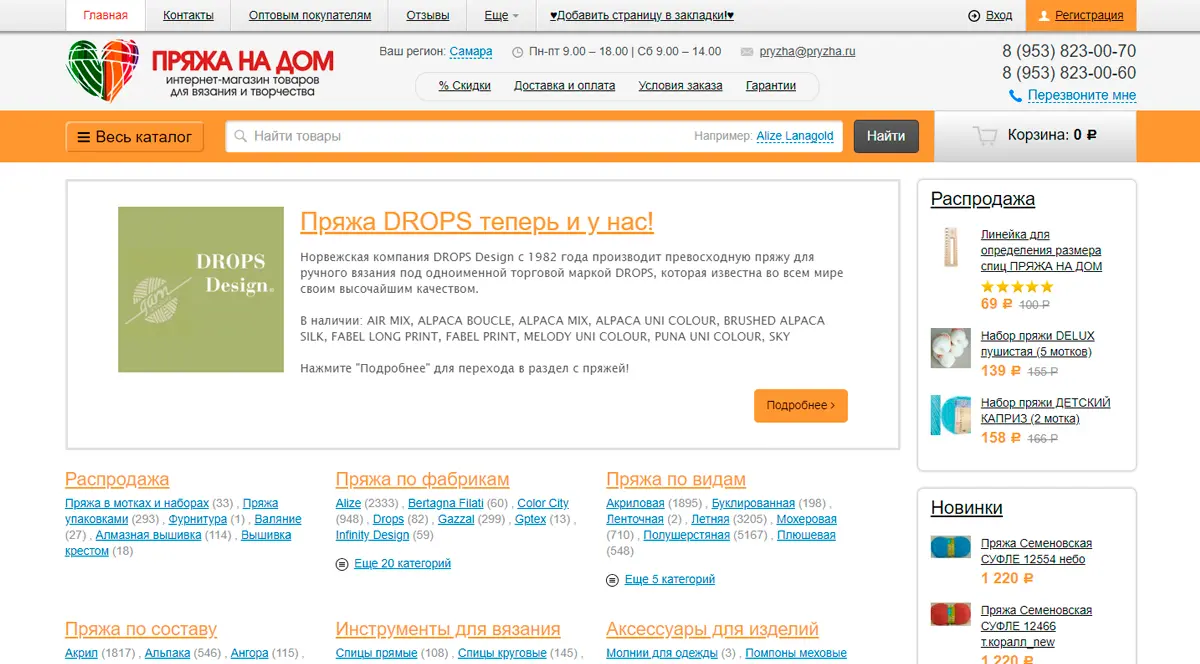 Главная
Контакты
Оптовым покупателям
Отзывы
Еще
♥Добавить страницу в закладки!♥
Вход
Регистрация
ПРЯЖА НА ДОМ
интернет-магазин товаров
для вязания и творчества
Ваш регион: Самара
Пн-пт 9.00 – 18.00 | Сб 9.00 – 14.00
pryzha@pryzha.ru
% Скидки
Доставка и оплата
Условия заказа
Гарантии
8 (953) 823-00-70
8 (953) 823-00-60
Перезвоните мне
Весь каталог
Найти товары
Например: Alize Lanagold
Найти
Корзина: 0 ₽
DROPS
Design®
garn
Пряжа DROPS теперь и у нас!
Норвежская компания DROPS Design с 1982 года производит превосходную пряжу для
ручного вязания под одноименной торговой маркой DROPS, которая известна во всем мире
своим высочайшим качеством.
В наличии: AIR MIX, ALPACA BOUCLE, ALPACA MIX, ALPACA UNI COLOUR, BRUSHED ALPACA
SILK, FABEL LONG PRINT, FABEL PRINT, MELODY UNI COLOUR, PUNA UNI COLOUR, SKY
Нажмите "Подробнее" для перехода в раздел с пряжей!
Подробнее ›
Распродажа
Линейка для
определения размера
спиц ПРЯЖА НА ДОМ
69 ₽ 100 ₽
Набор пряжи DELUX
пушистая (5 мотков)
139 ₽ 155 ₽
Набор пряжи ДЕТСКИЙ
КАПРИЗ (2 мотка)
158 ₽ 166 ₽
Новинки
Пряжа Семеновская
СУФЛЕ 12554 небо
1 220 ₽
Пряжа Семеновская
СУФЛЕ 12466
т.коралл_new
1 220 ₽
Распродажа
Пряжа в мотках и наборах (33) , Пряжа
упаковками (293) , Фурнитура (1) , Валяние
(27) , Алмазная вышивка (114) , Вышивка
крестом (18)
Пряжа по фабрикам
Alize (2333) , Bertagna Filati (60) , Color City
(948) , Drops (82) , Gazzal (299) , Gptex (13) ,
Infinity Design (59)
Еще 20 категорий
Пряжа по видам
Акриловая (1895) , Буклированная (198) ,
Ленточная (2) , Летняя (3205) , Мохеровая
(710) , Полушерстяная (5167) , Плюшевая
(548)
Еще 5 категорий
Пряжа по составу
Акрил (1817) , Альпака (546) , Ангора (115) ,
Инструменты для вязания
Спицы прямые (108) , Спицы круговые (145) ,
Аксессуары для изделий
Молнии для одежды (3) , Помпоны меховые